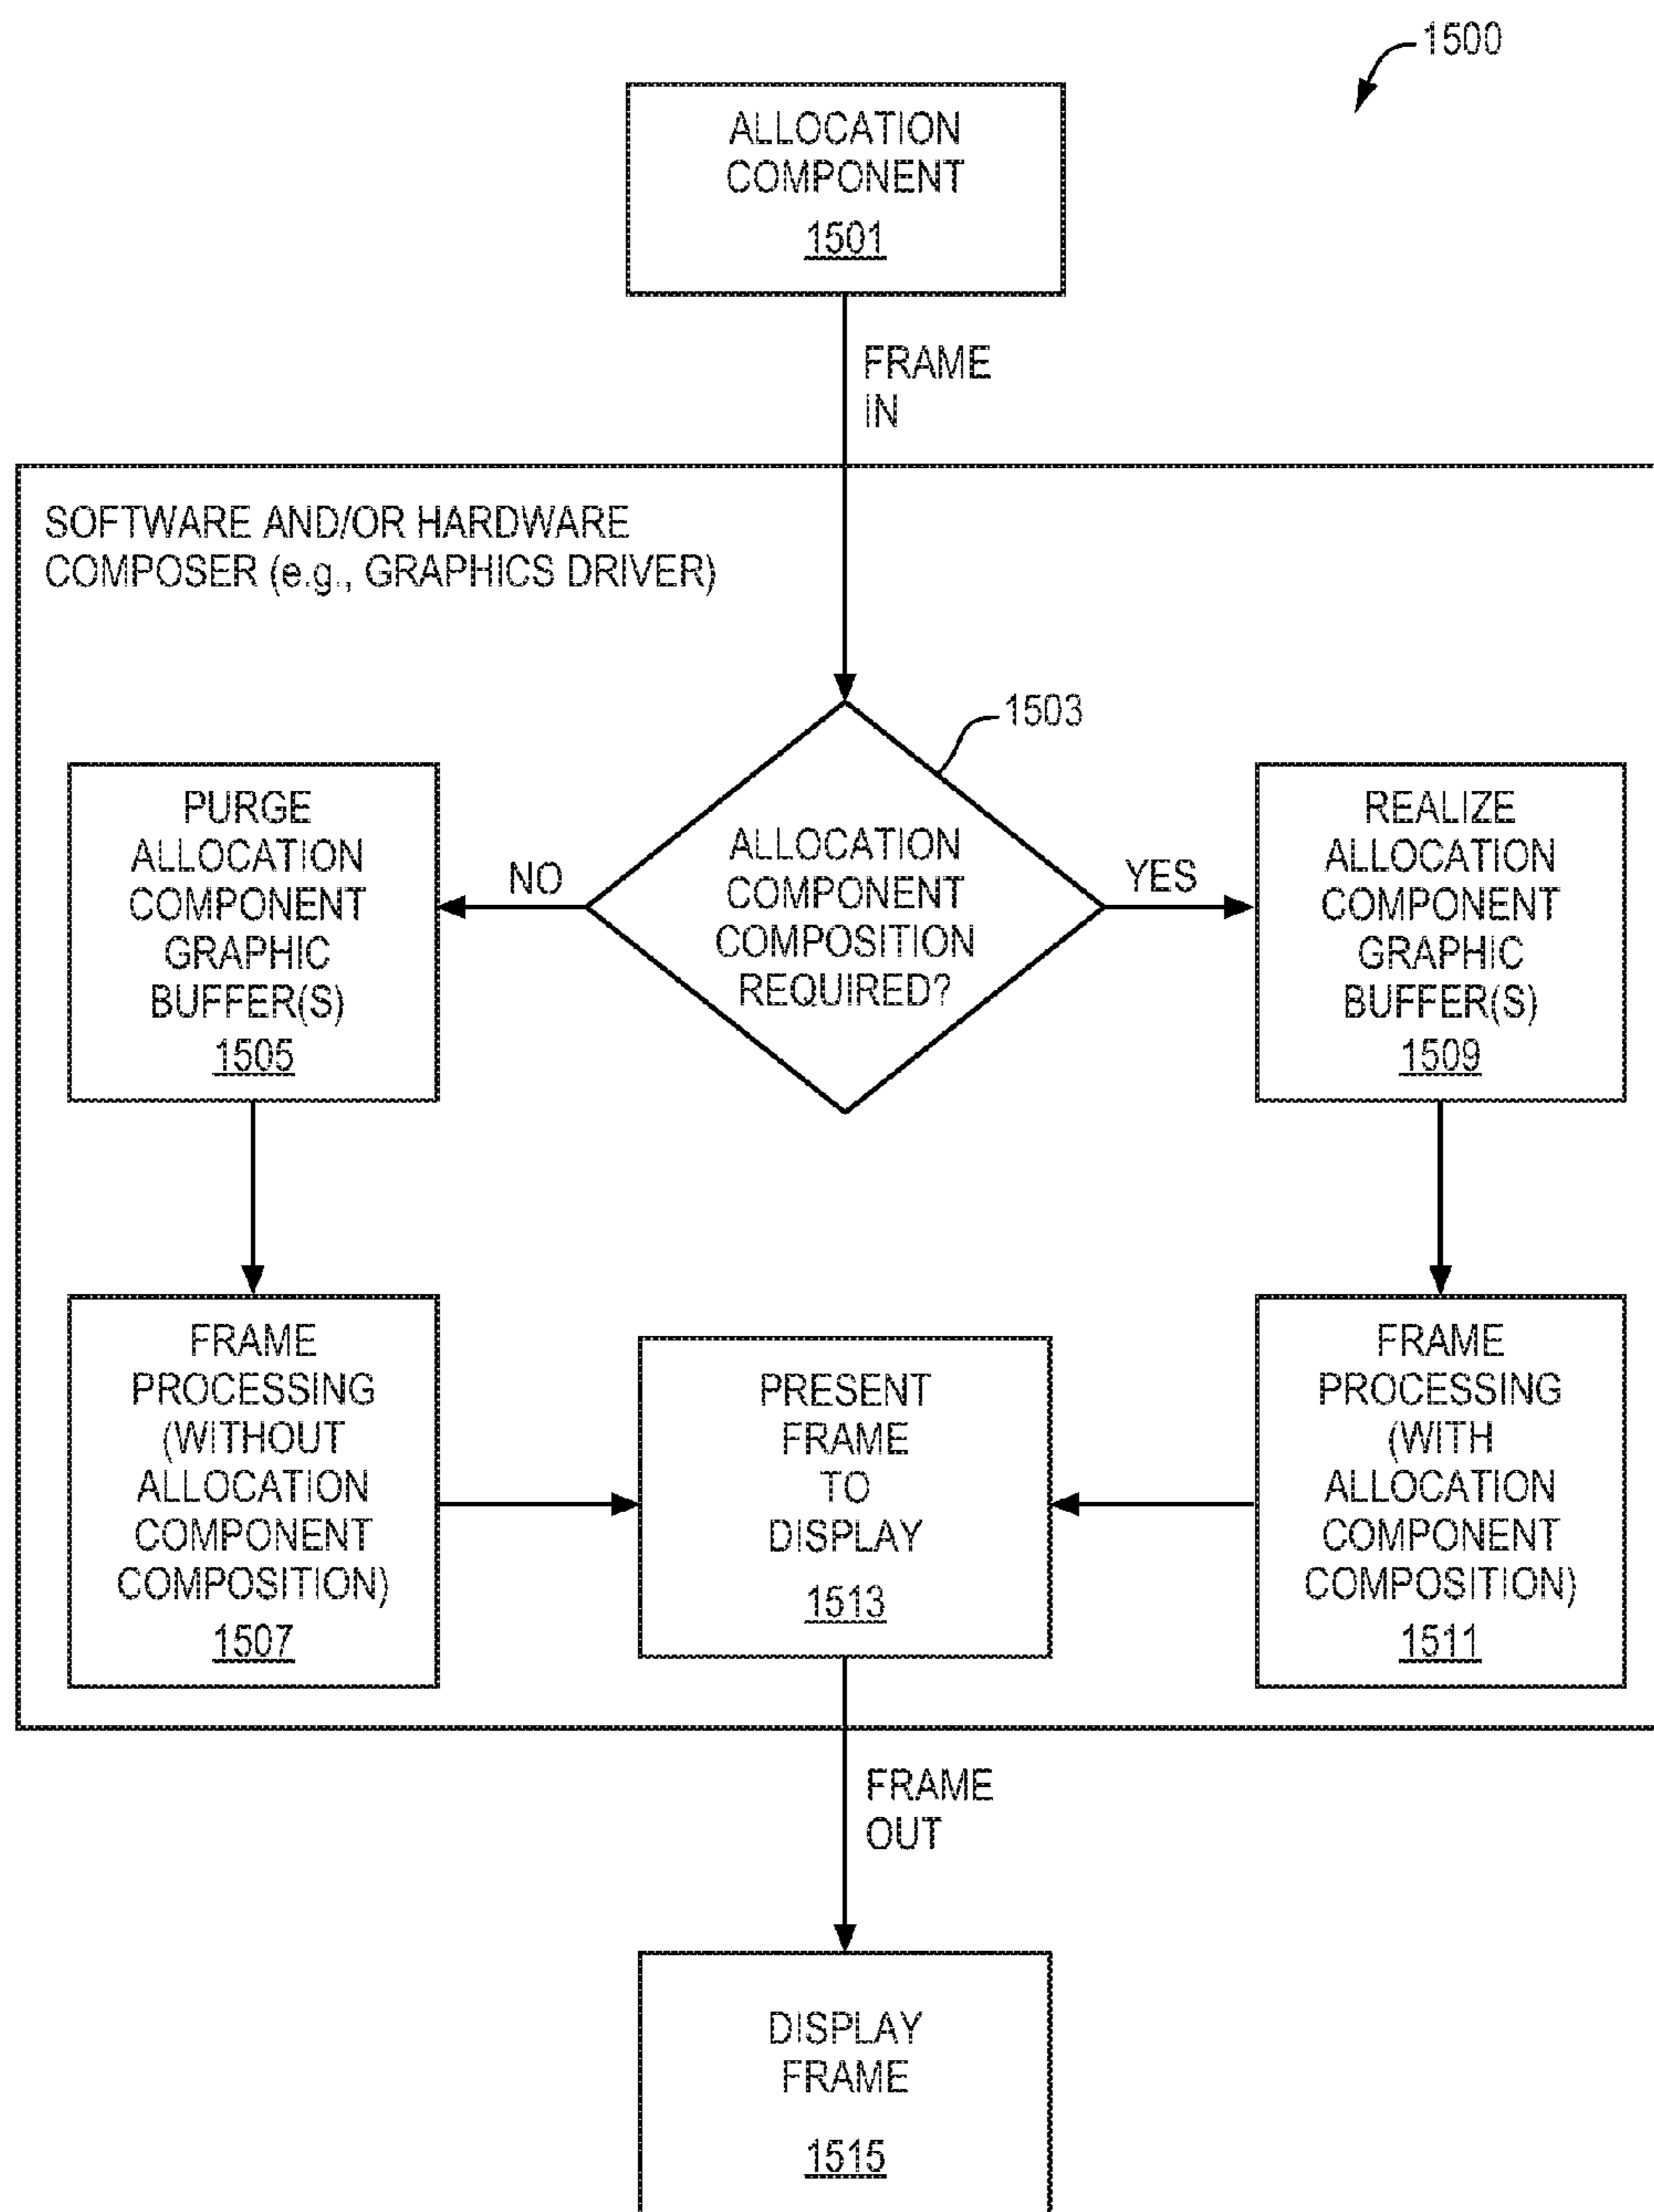 1500
ALLOCATION
COMPONENT
1501
FRAME
IN
SOFTWARE AND/OR HARDWARE
COMPOSER (e.g., GRAPHICS DRIVER)
1503
ALLOCATION
COMPONENT
COMPOSITION
REQUIRED?
NO
YES
PURGE
ALLOCATION
COMPONENT
GRAPHIC
BUFFER(S)
1505
REALIZE
ALLOCATION
COMPONENT
GRAPHIC
BUFFER(S)
1509
FRAME
PROCESSING
(WITHOUT
ALLOCATION
COMPONENT
COMPOSITION)
1507
PRESENT
FRAME
TO
DISPLAY
1513
FRAME
PROCESSING
(WITH
ALLOCATION
COMPONENT
COMPOSITION)
1511
FRAME
OUT
DISPLAY
FRAME
1515